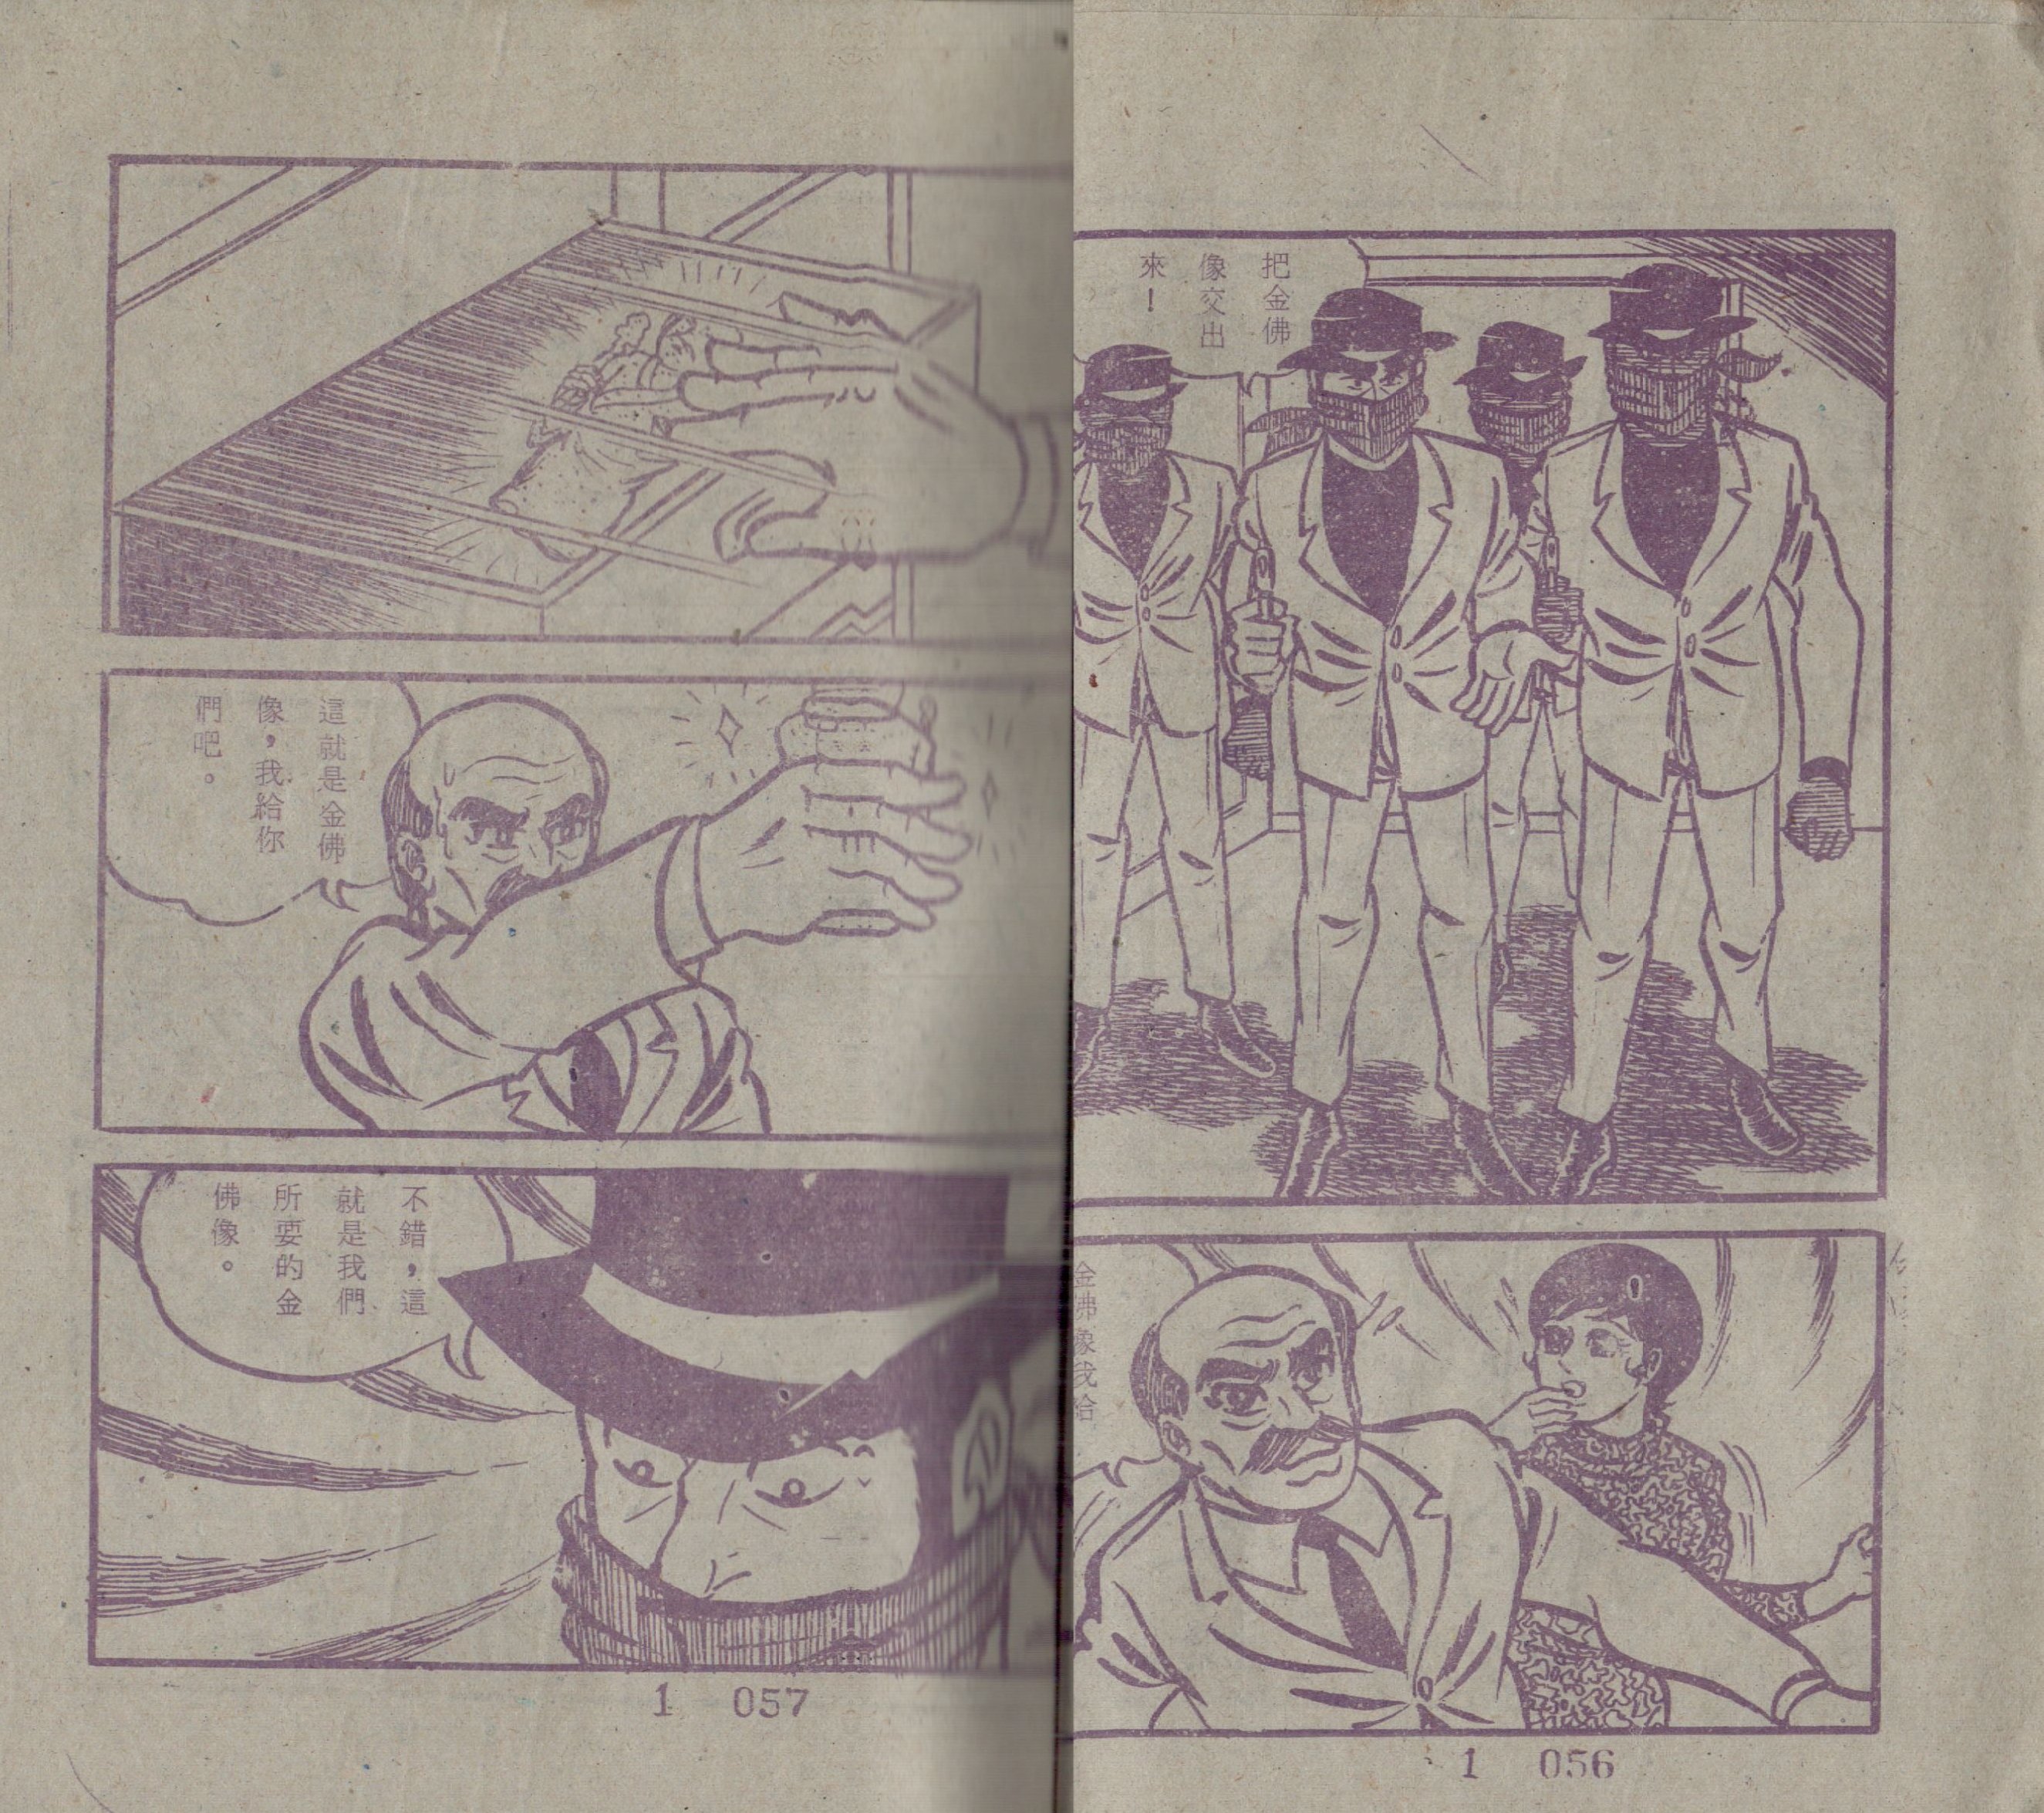 把金佛
像交出
來！
金佛像我給
1 056
這就是金佛
像，我給你
們吧。
不錯，這
就是我們
所要的金
佛像。
1 057